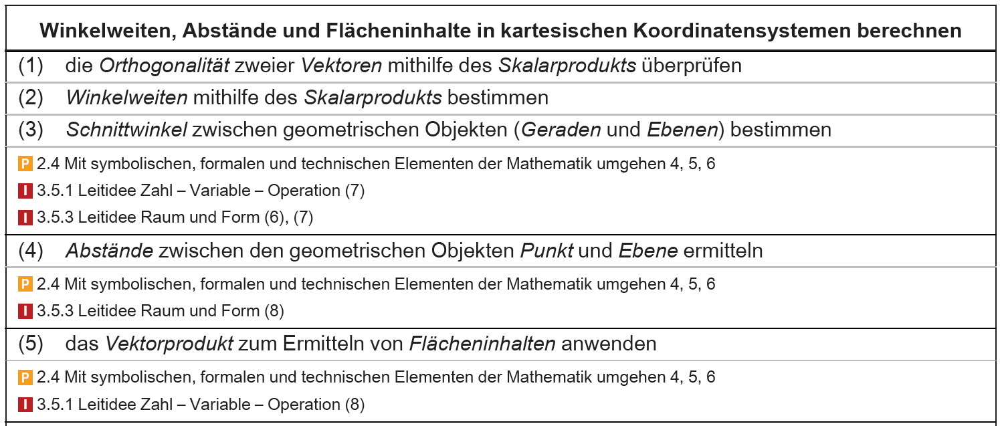 Winkelweiten, Abstände und Flächeninhalte in kartesischen Koordinatensystemen berechnen
(1) die Orthogonalität zweier Vektoren mithilfe des Skalarprodukts überprüfen
(2) Winkelweiten mithilfe des Skalarprodukts bestimmen
(3) Schnittwinkel zwischen geometrischen Objekten (Geraden und Ebenen) bestimmen
P 2.4 Mit symbolischen, formalen und technischen Elementen der Mathematik umgehen 4, 5, 6
I 3.5.1 Leitidee Zahl – Variable – Operation (7)
I 3.5.3 Leitidee Raum und Form (6), (7)
(4) Abstände zwischen den geometrischen Objekten Punkt und Ebene ermitteln
P 2.4 Mit symbolischen, formalen und technischen Elementen der Mathematik umgehen 4, 5, 6
I 3.5.3 Leitidee Raum und Form (8)
(5) das Vektorprodukt zum Ermitteln von Flächeninhalten anwenden
P 2.4 Mit symbolischen, formalen und technischen Elementen der Mathematik umgehen 4, 5, 6
I 3.5.1 Leitidee Zahl – Variable – Operation (8)